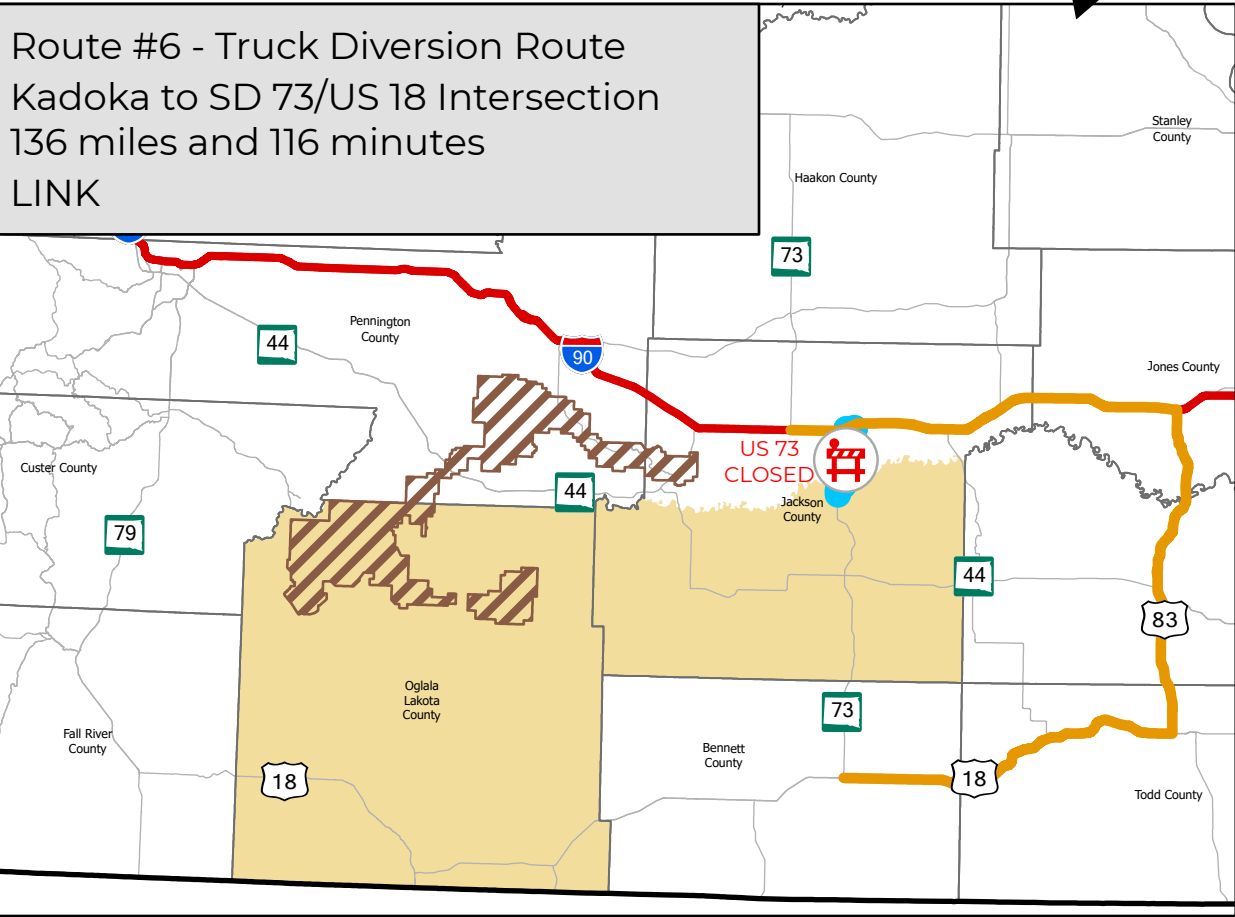 Route #6 - Truck Diversion Route
Kadoka to SD 73/US 18 Intersection
136 miles and 116 minutes
LINK
Stanley
County
Haakon County
73
44
Pennington
County
90
Jones County
US 73
CLOSED
Custer County
44
Jackson
County
79
44
83
Oglala
Lakota
County
73
Fall River
County
Bennett
County
18
18
Todd County